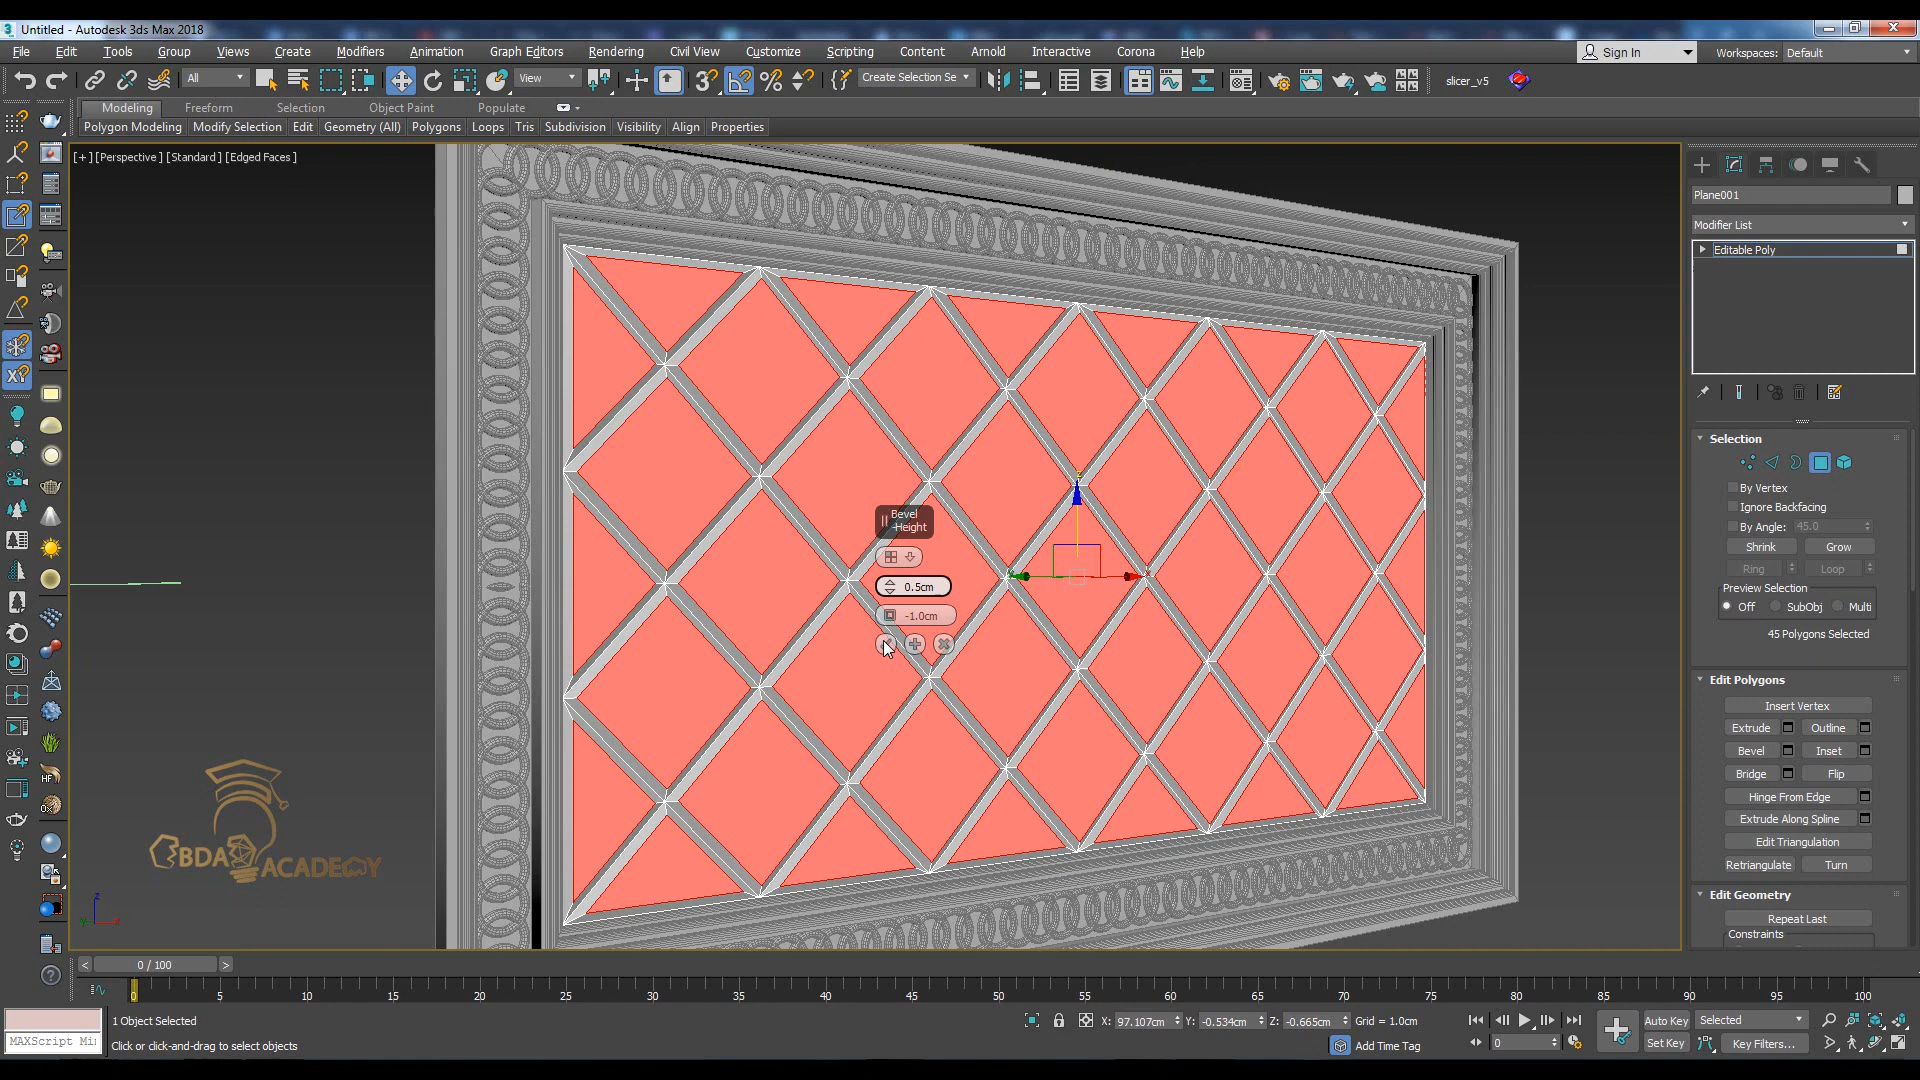 Untitled - Autodesk 3ds Max 2018
File Edit Tools Group Views Create Modifiers Animation Graph Editors Rendering Civil View Customize Scripting Content Arnold Interactive Corona Help
Sign In Workspaces: Default
All View Create Selection Se slicer_v5
Modeling Freeform Selection Object Paint Populate
Polygon Modeling Modify Selection Edit Geometry (All) Polygons Loops Tris Subdivision Visibility Align Properties
[+] [Perspective ] [Standard ] [Edged Faces ]
Plane001
Modifier List
Editable Poly
Selection
By Vertex
Ignore Backfacing
By Angle: 45.0
Shrink Grow
Ring Loop
Preview Selection
Off SubObj Multi
45 Polygons Selected
Edit Polygons
Insert Vertex
Extrude Outline
Bevel Inset
Bridge Flip
Hinge From Edge
Extrude Along Spline
Edit Triangulation
Retriangulate Turn
Edit Geometry
Repeat Last
Constraints
Bevel
-Height
0.5cm
-1.0cm
BDA ACADEMY
HF
XY
z
0 / 100
0 5 10 15 20 25 30 35 40 45 50 55 60 65 70 75 80 85 90 95 100
1 Object Selected
X: 97.107cm Y: -0.534cm Z: -0.665cm Grid = 1.0cm
Auto Key Selected
MAXScript Mi
Click or click-and-drag to select objects
Add Time Tag
0
Set Key Key Filters...